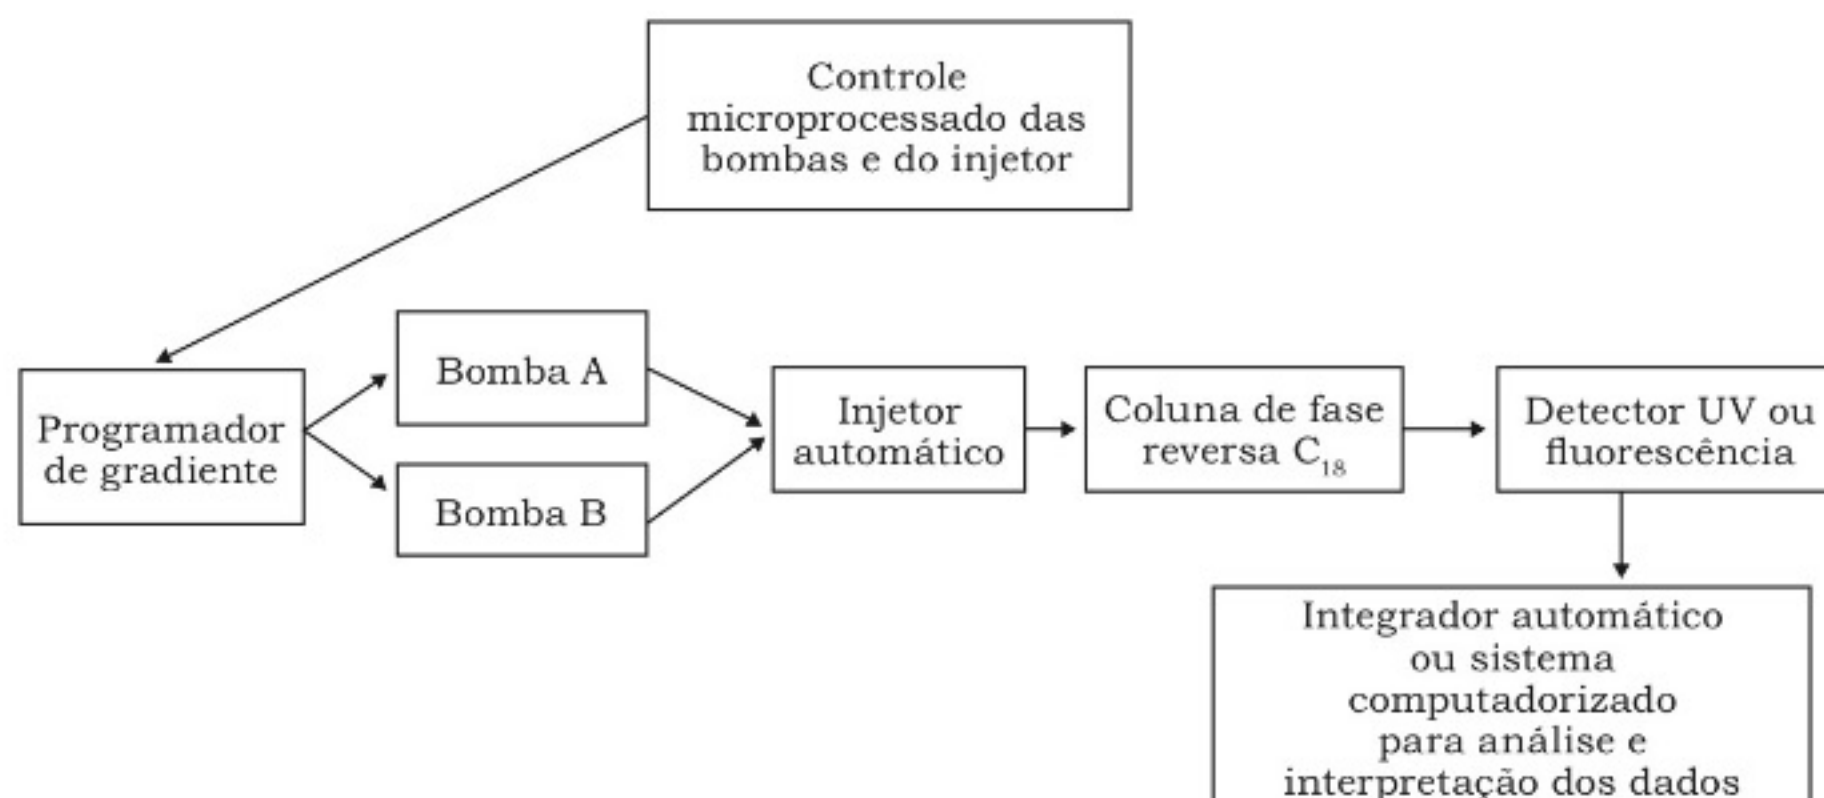 Controle
microprocessado das
bombas e do injetor
Programador
de gradiente
Bomba A
Bomba B
Injetor
automático
Coluna de fase
reversa C₁₈
Detector UV ou
fluorescência
Integrador automático
ou sistema
computadorizado
para análise e
interpretação dos dados